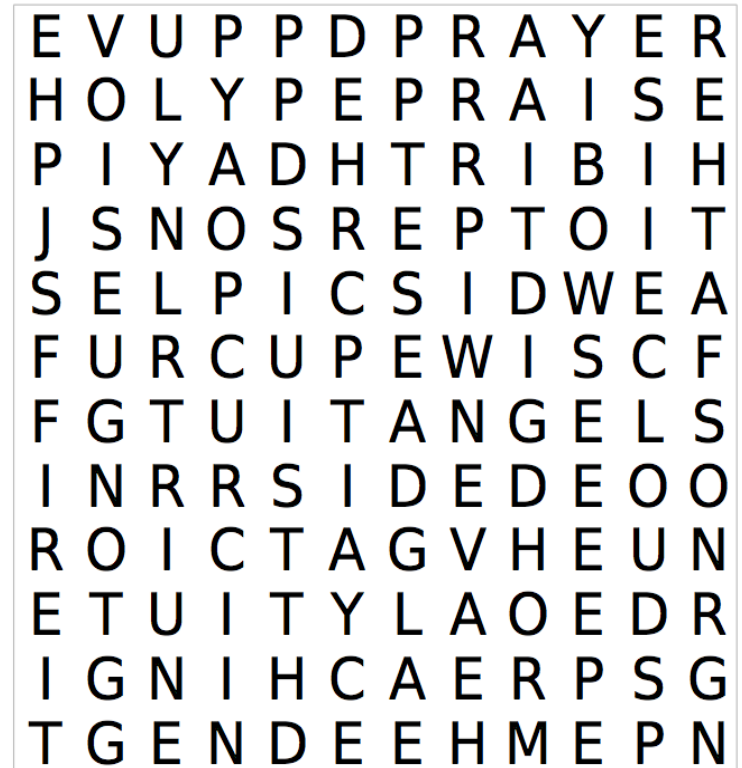 E V U P P D P R A Y E R
H O L Y P E P R A I S E
P I Y A D H T R I B I H
J S N O S R E P T O I T
S E L P I C S I D W E A
F U R C U P E W I S C F
F G T U I T A N G E L S
I N R R S I D E D E O O
R O I C T A G V H E U N
E T U I T Y L A O E D R
I G N I H C A E R P S G
T G E N D E E H M E P N